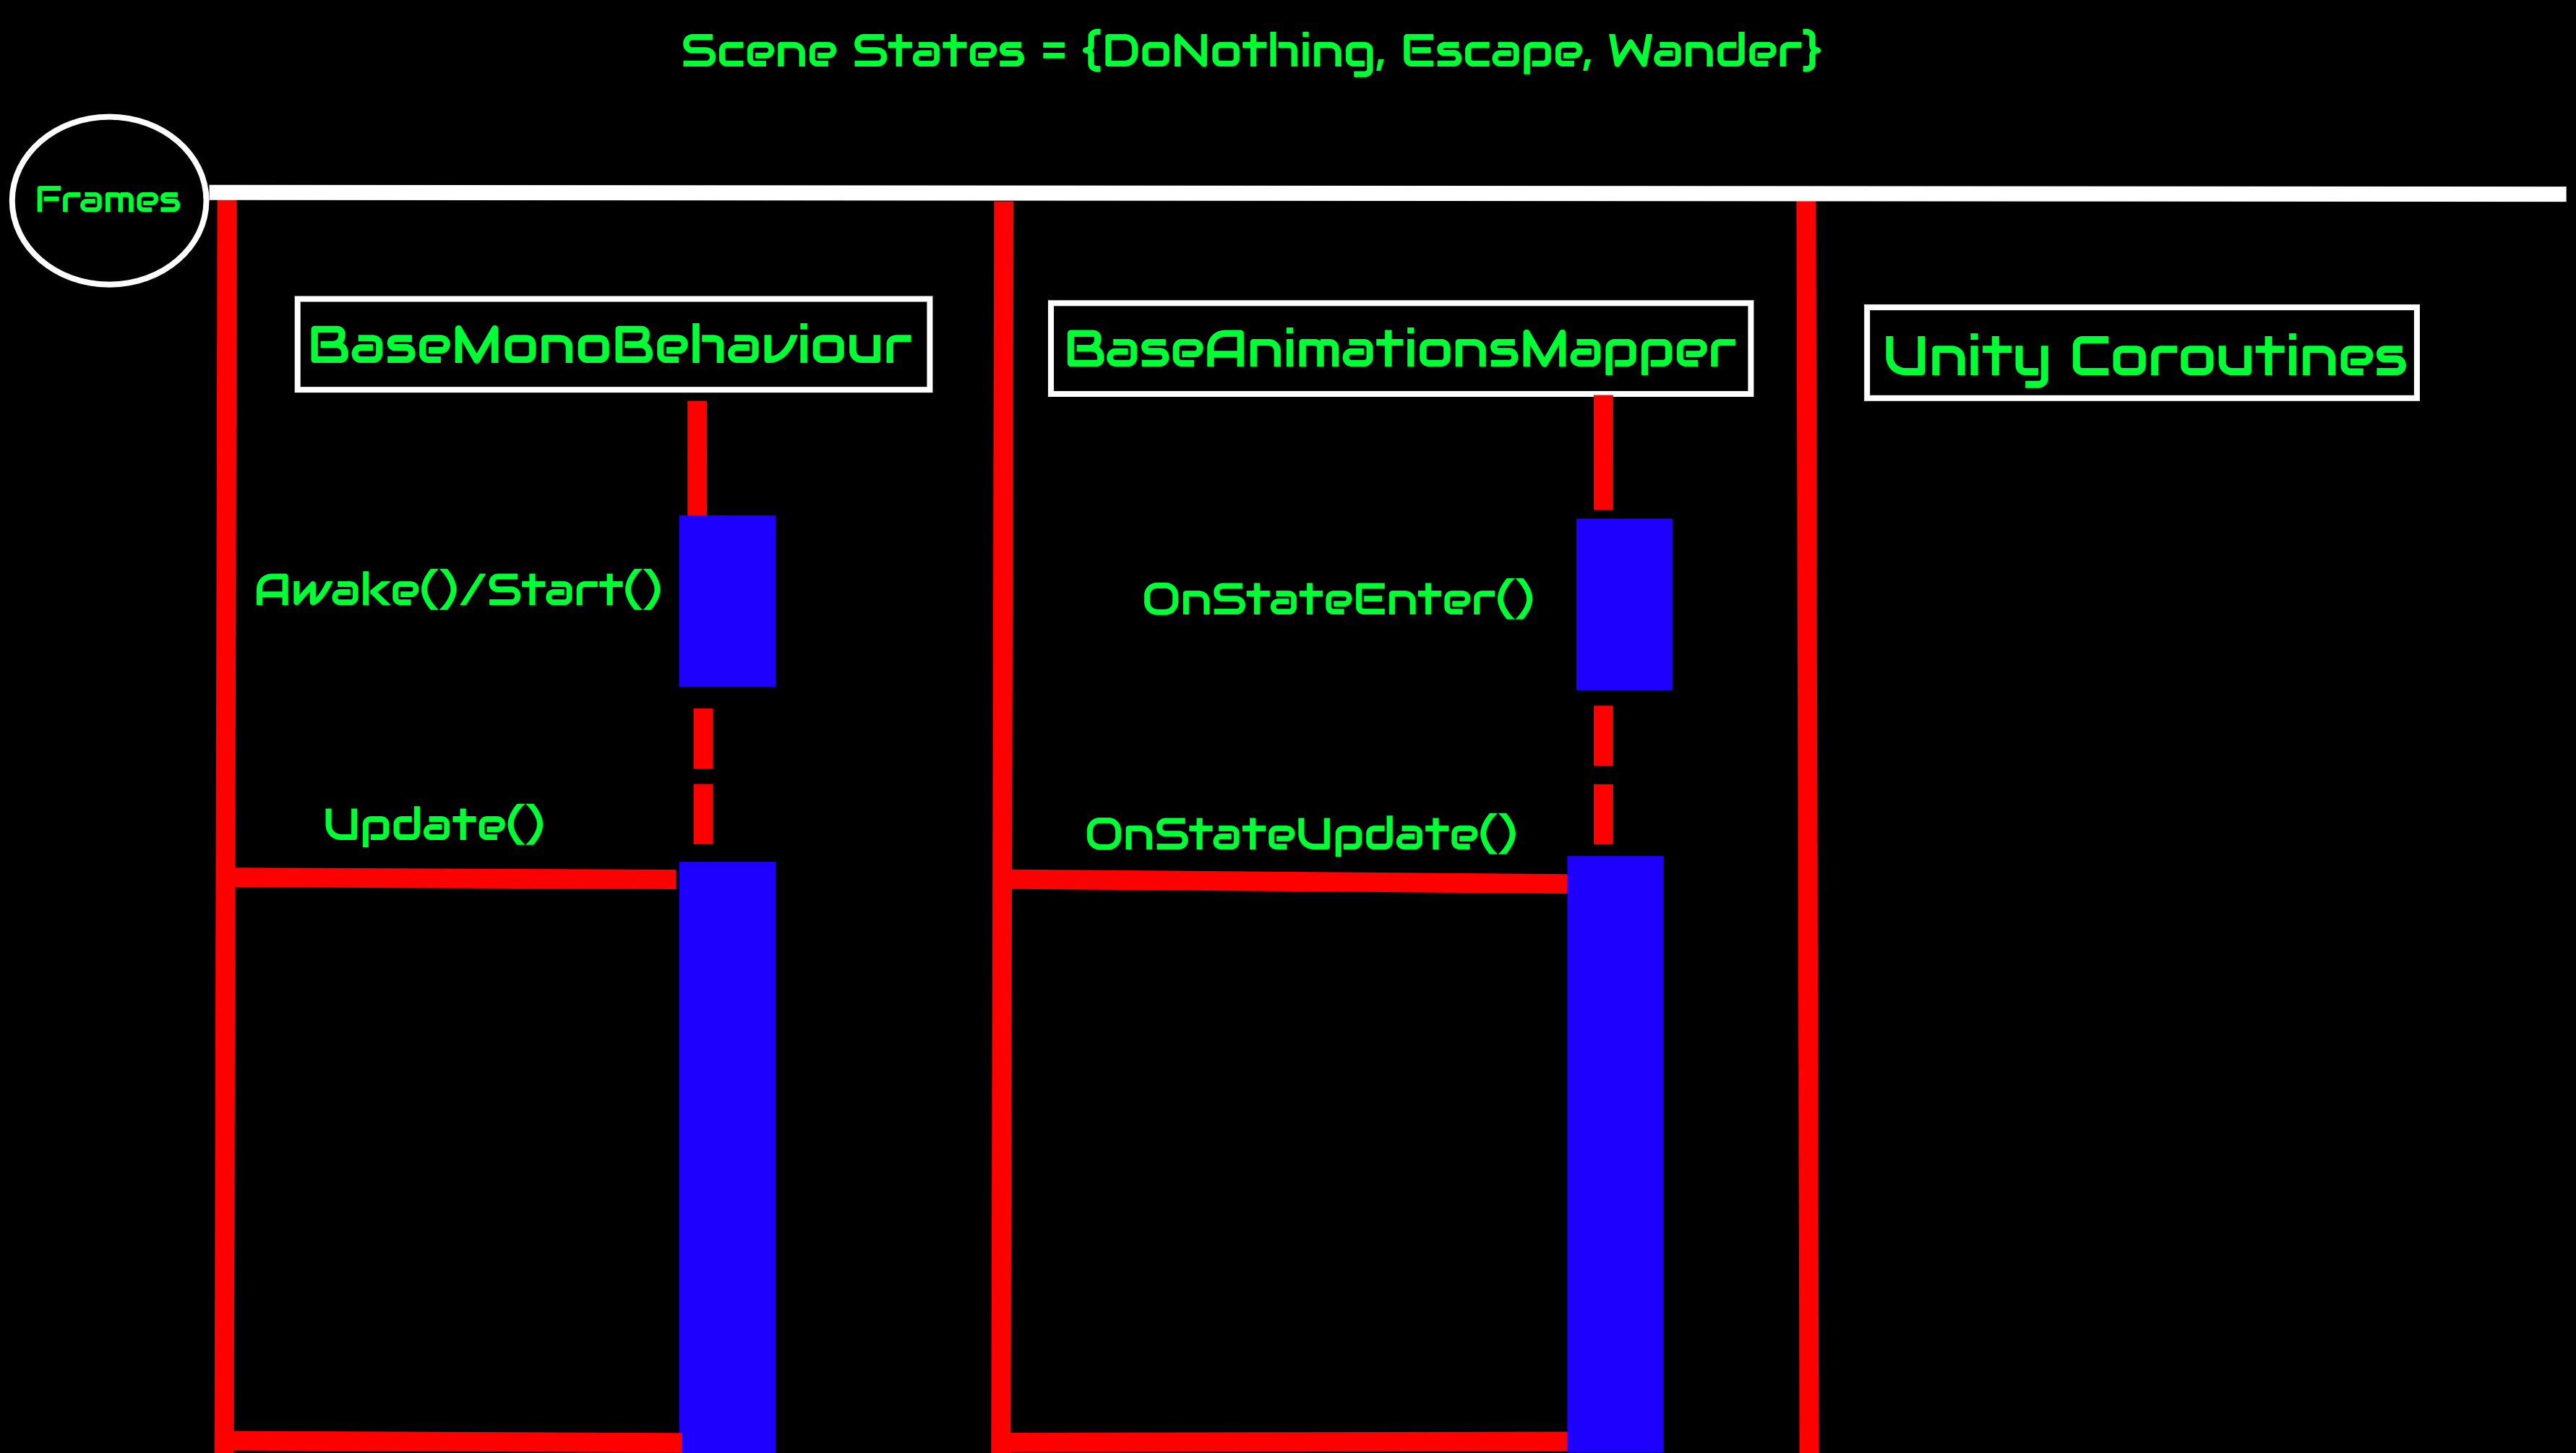 Scene States = {DoNothing, Escape, Wander}
Frames
BaseMonoBehaviour
BaseAnimationsMapper
Unity Coroutines
Awake()/Start()
OnStateEnter()
Update()
OnStateUpdate()